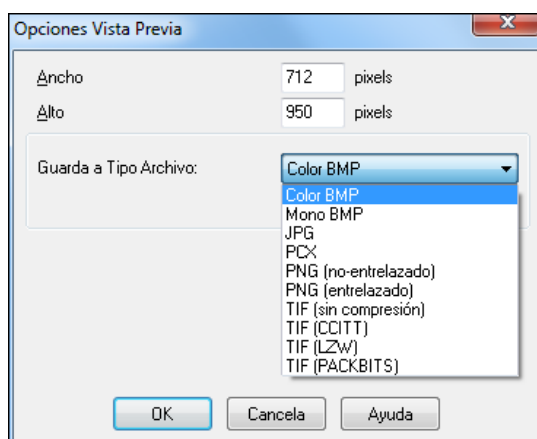 Opciones Vista Previa
Ancho 712 pixels
Alto 950 pixels
Guarda a Tipo Archivo: Color BMP
Color BMP
Mono BMP
JPG
PCX
PNG (no-entrelazado)
PNG (entrelazado)
TIF (sin compresión)
TIF (CCITT)
TIF (LZW)
TIF (PACKBITS)
OK Cancela Ayuda